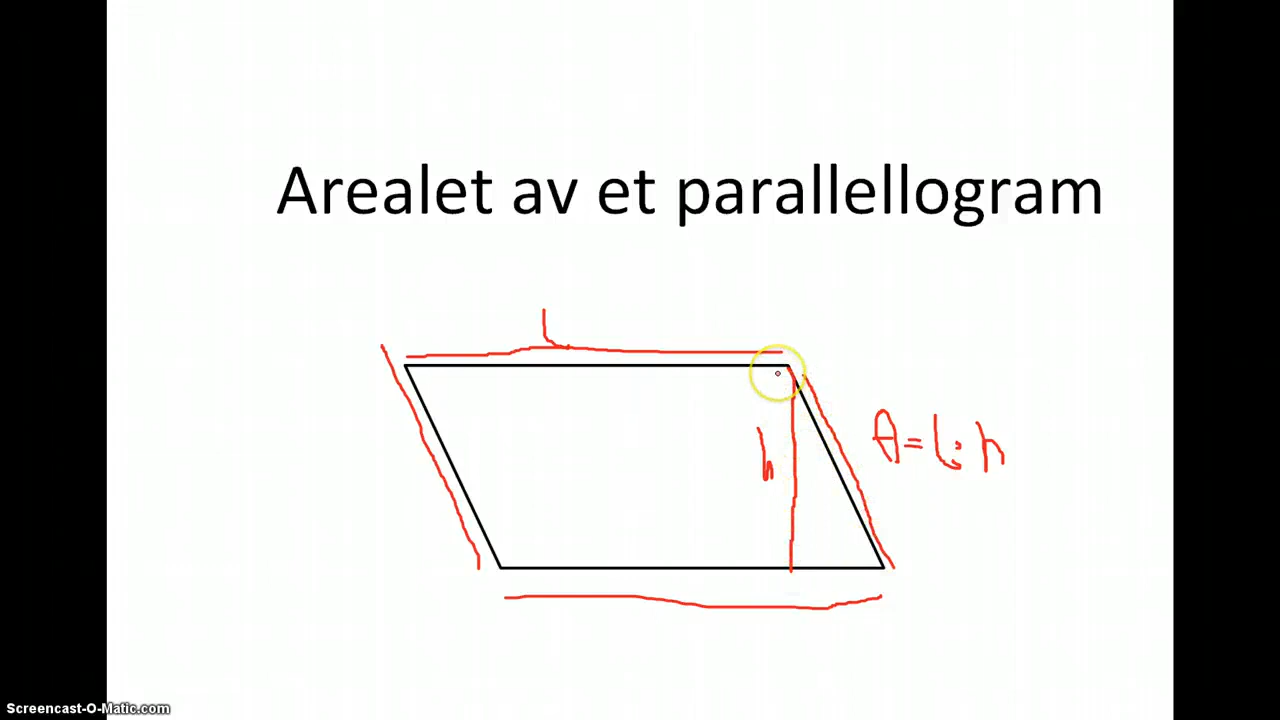 Arealet av et parallellogram
l
h
A = l · h
Screencast-O-Matic.com